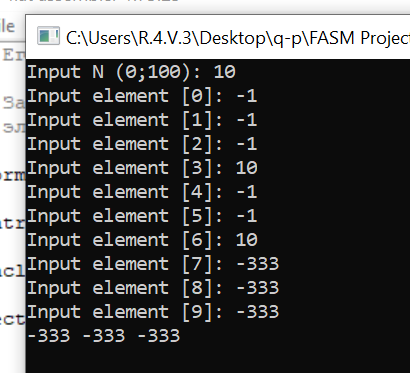 C:\Users\R.4.V.3\Desktop\q-p\FASM Project
Input N (0;100): 10
Input element [0]: -1
Input element [1]: -1
Input element [2]: -1
Input element [3]: 10
Input element [4]: -1
Input element [5]: -1
Input element [6]: 10
Input element [7]: -333
Input element [8]: -333
Input element [9]: -333
-333 -333 -333